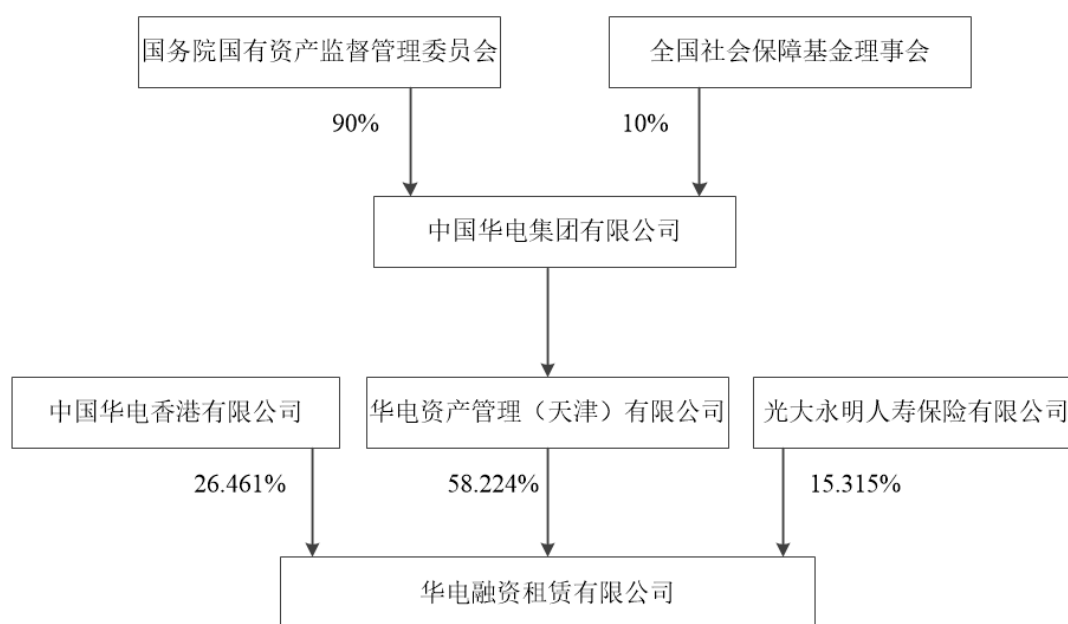 国务院国有资产监督管理委员会
全国社会保障基金理事会
90%
10%
中国华电集团有限公司
中国华电香港有限公司
华电资产管理（天津）有限公司
光大永明人寿保险有限公司
26.461%
58.224%
15.315%
华电融资租赁有限公司